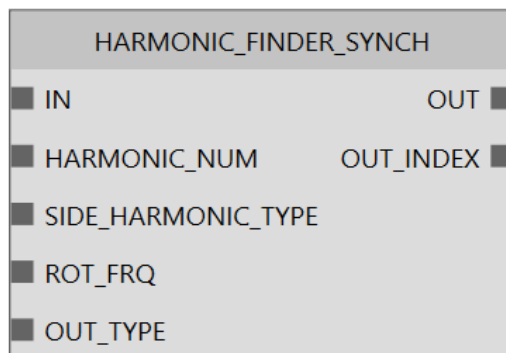 HARMONIC_FINDER_SYNCH
IN OUT
HARMONIC_NUM OUT_INDEX
SIDE_HARMONIC_TYPE
ROT_FRQ
OUT_TYPE